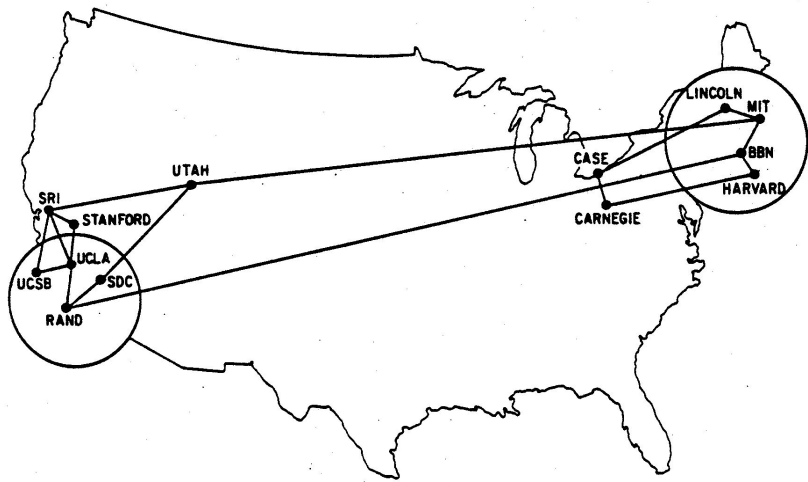 LINCOLN
MIT
BBN
CASE
HARVARD
UTAH
CARNEGIE
SRI
STANFORD
UCLA
UCSB
SDC
RAND